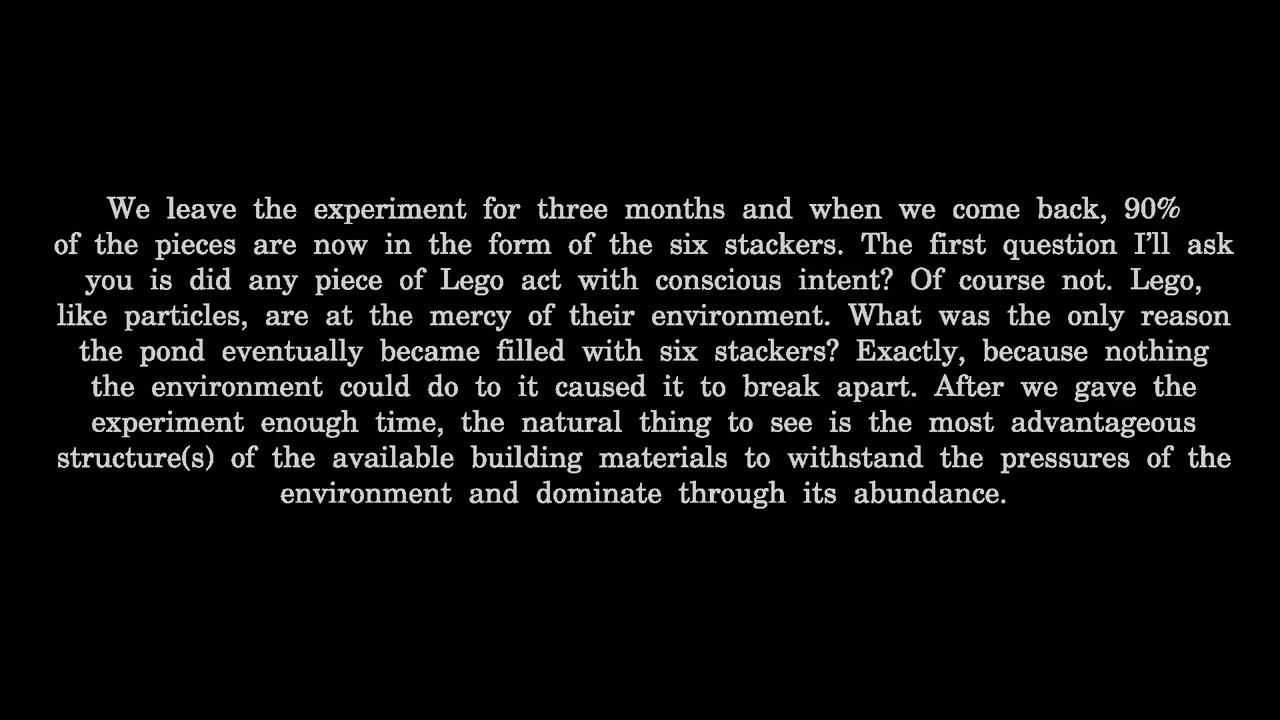 We leave the experiment for three months and when we come back, 90%
of the pieces are now in the form of the six stackers. The first question I'll ask
you is did any piece of Lego act with conscious intent? Of course not. Lego,
like particles, are at the mercy of their environment. What was the only reason
the pond eventually became filled with six stackers? Exactly, because nothing
the environment could do to it caused it to break apart. After we gave the
experiment enough time, the natural thing to see is the most advantageous
structure(s) of the available building materials to withstand the pressures of the
environment and dominate through its abundance.